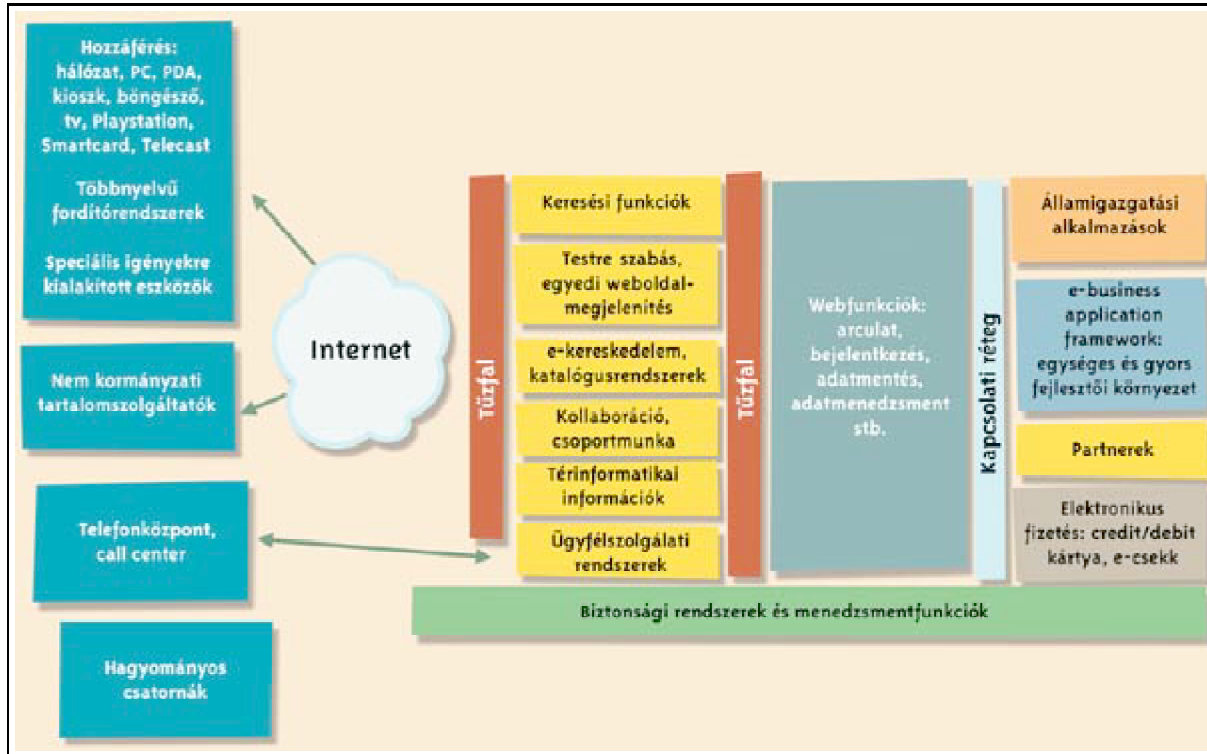 Hozzáférés:
hálózat, PC, PDA,
kioszk, böngésző,
tv, Playstation,
Smartcard, Telecast
Többnyelvű
fordítórendszerek
Speciális igényekre
kialakított eszközök
Nem kormányzati
tartalomszolgáltatók
Telefonközpont,
call center
Hagyományos
csatornák
Internet
Tűzfal
Keresési funkciók
Testre szabás,
egyedi weboldal-
megjelenítés
e-kereskedelem,
katalógusrendszerek
Kollaboráció,
csoportmunka
Térinformatikai
információk
Ügyfélszolgálati
rendszerek
Tűzfal
Webfunkciók:
arculat,
bejelentkezés,
adatmentés,
adatmenedzsment
stb.
Kapcsolati réteg
Államigazgatási
alkalmazások
e-business
application
framework:
egységes és gyors
fejlesztői környezet
Partnerek
Elektronikus
fizetés: credit/debit
kártya, e-csekk
Biztonsági rendszerek és menedzsmentfunkciók